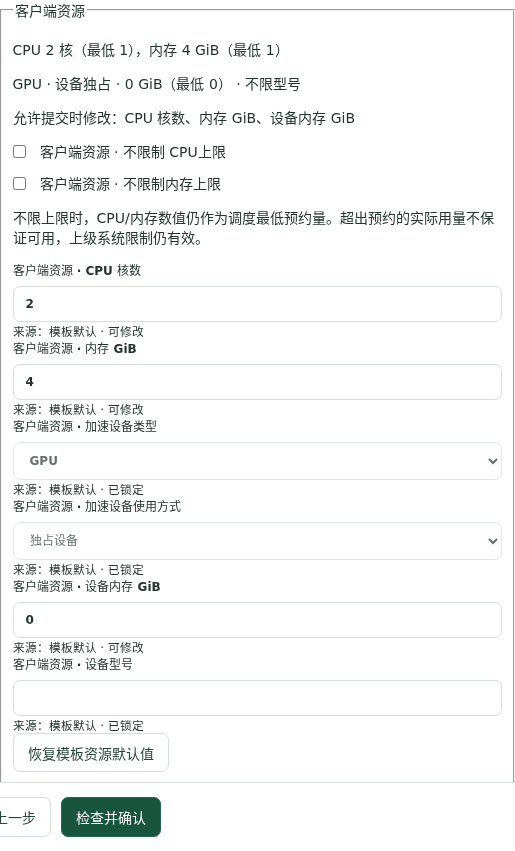 客户端资源
CPU 2 核（最低 1），内存 4 GiB（最低 1）
GPU · 设备独占 · 0 GiB（最低 0） · 不限型号
允许提交时修改：CPU 核数、内存 GiB、设备内存 GiB
客户端资源 · 不限制 CPU上限
客户端资源 · 不限制内存上限
不限上限时，CPU/内存数值仍作为调度最低预约量。超出预约的实际用量不保
证可用，上级系统限制仍有效。
客户端资源 · CPU 核数
2
来源：模板默认 · 可修改
客户端资源 · 内存 GiB
4
来源：模板默认 · 可修改
客户端资源 · 加速设备类型
GPU
来源：模板默认 · 已锁定
客户端资源 · 加速设备使用方式
独占设备
来源：模板默认 · 已锁定
客户端资源 · 设备内存 GiB
0
来源：模板默认 · 可修改
客户端资源 · 设备型号
来源：模板默认 · 已锁定
恢复模板资源默认值
上一步 检查并确认